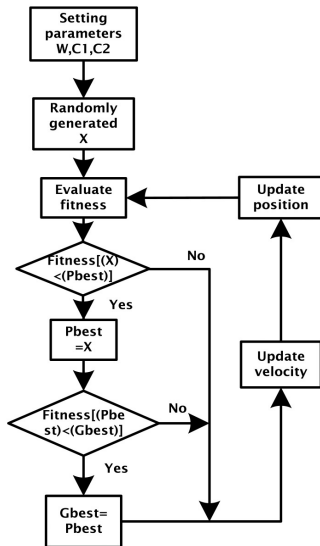 Setting
parameters
W,C1,C2
Randomly
generated
X
Evaluate
fitness
Update
position
Fitness[(X)
<(Pbest)]
No
Yes
Pbest
=X
Update
velocity
Fitness[(Pbe
st)<(Gbest)]
No
Yes
Gbest=
Pbest